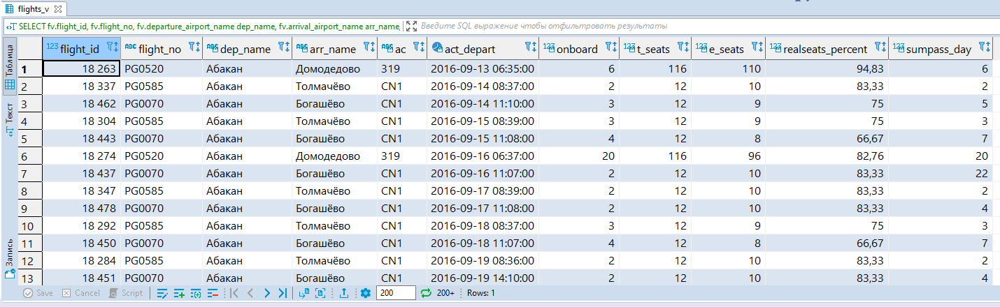 flights_v
SELECT fv.flight_id, fv.flight_no, fv.departure_airport_name dep_name, fv.arrival_airport_name arr_name, Введите SQL выражение чтобы отфильтровать результаты
Таблица
Текст
Запись
123 flight_id ABC flight_no ABC dep_name ABC arr_name ABC ac act_depart 123 onboard 123 t_seats 123 e_seats 123 realseats_percent 123 sumpass_day
1 18 263 PG0520 Абакан Домодедово 319 2016-09-13 06:35:00 6 116 110 94,83 6
2 18 337 PG0585 Абакан Толмачёво CN1 2016-09-14 08:37:00 2 12 10 83,33 2
3 18 462 PG0070 Абакан Богашёво CN1 2016-09-14 11:10:00 3 12 9 75 5
4 18 304 PG0585 Абакан Толмачёво CN1 2016-09-15 08:39:00 3 12 9 75 3
5 18 443 PG0070 Абакан Богашёво CN1 2016-09-15 11:08:00 4 12 8 66,67 7
6 18 274 PG0520 Абакан Домодедово 319 2016-09-16 06:37:00 20 116 96 82,76 20
7 18 437 PG0070 Абакан Богашёво CN1 2016-09-16 11:07:00 2 12 10 83,33 22
8 18 347 PG0585 Абакан Толмачёво CN1 2016-09-17 08:39:00 2 12 10 83,33 2
9 18 478 PG0070 Абакан Богашёво CN1 2016-09-17 11:08:00 2 12 10 83,33 4
10 18 292 PG0585 Абакан Толмачёво CN1 2016-09-18 08:37:00 3 12 9 75 3
11 18 450 PG0070 Абакан Богашёво CN1 2016-09-18 11:07:00 4 12 8 66,67 7
12 18 284 PG0585 Абакан Толмачёво CN1 2016-09-19 08:36:00 2 12 10 83,33 2
13 18 451 PG0070 Абакан Богашёво CN1 2016-09-19 14:10:00 2 12 10 83,33 4
Save Cancel Script 200 200+ Rows: 1